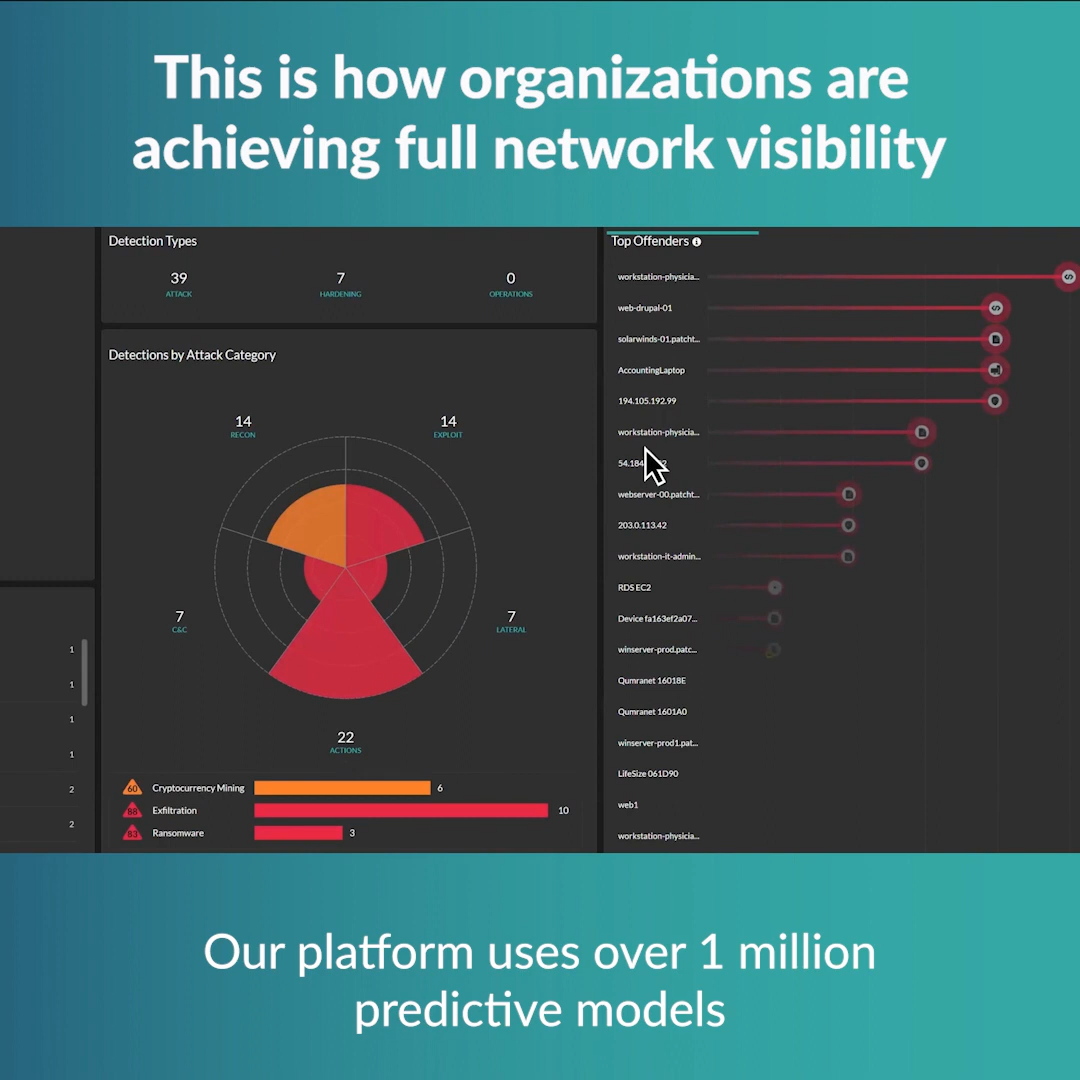 This is how organizations are
achieving full network visibility
Detection Types
39
ATTACK
7
HARDENING
0
OPERATIONS
Detections by Attack Category
14
RECON
14
EXPLOIT
7
C&C
7
LATERAL
22
ACTIONS
60 Cryptocurrency Mining 6
88 Exfiltration 10
83 Ransomware 3
1
1
1
1
2
2
Top Offenders
workstation-physicia...
web-drupal-01
solarwinds-01.patcht...
AccountingLaptop
194.105.192.99
workstation-physicia...
webserver-00.patcht...
203.0.113.42
workstation-it-admin...
RDS EC2
Device fa163ef2a07...
winserver-prod.patc...
Qumranet 16018E
Qumranet 1601A0
winserver-prod1.pat...
LifeSize 061D90
web1
workstation-physicia...
Our platform uses over 1 million
predictive models